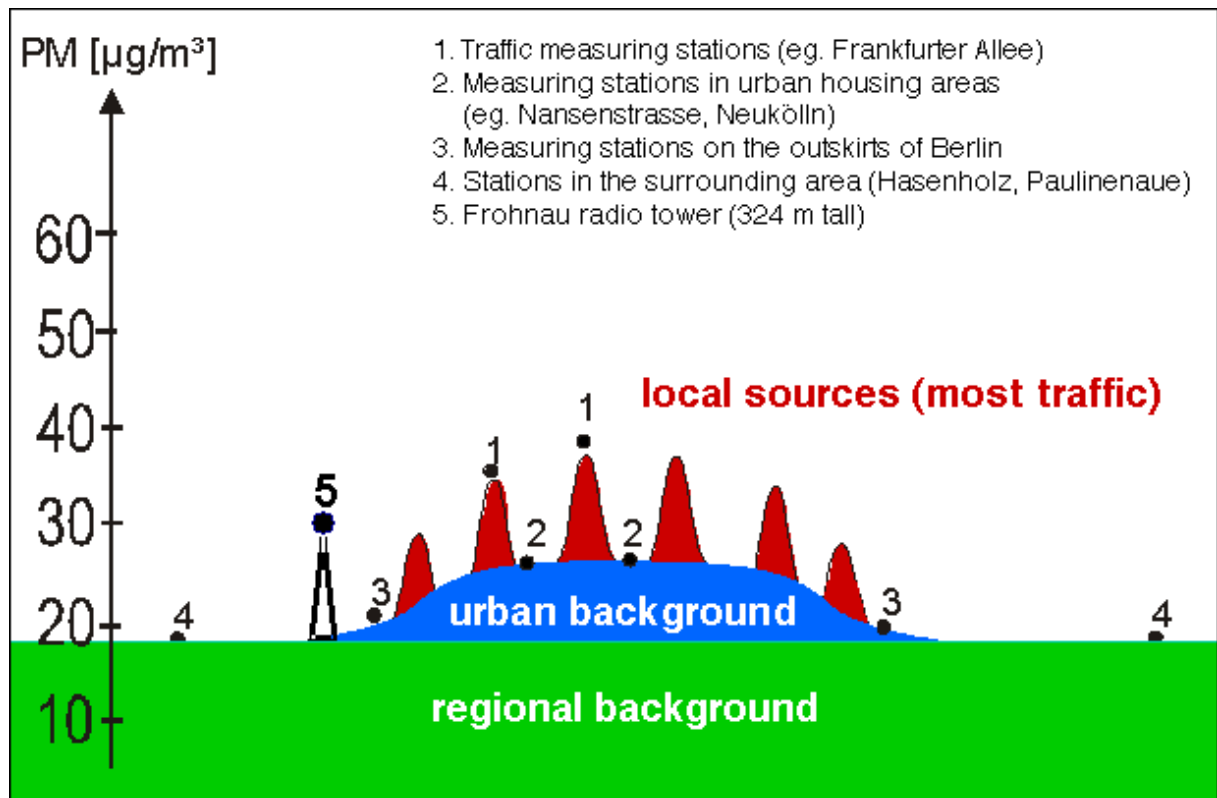 PM [µg/m³]
1. Traffic measuring stations (eg. Frankfurter Allee)
2. Measuring stations in urban housing areas
(eg. Nansenstrasse, Neukölln)
3. Measuring stations on the outskirts of Berlin
4. Stations in the surrounding area (Hasenholz, Paulinenaue)
5. Frohnau radio tower (324 m tall)
60
50
local sources (most traffic)
40
1
1
5
30
2
2
3
3
4
4
20
urban background
regional background
10